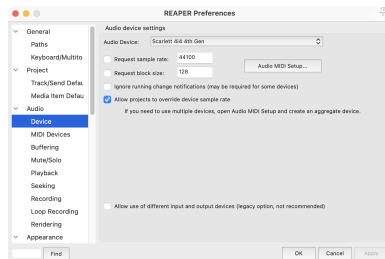 REAPER Preferences
General
Paths
Keyboard/Multito
Project
Track/Send Defau
Media Item Defau
Audio
Device
MIDI Devices
Buffering
Mute/Solo
Playback
Seeking
Recording
Loop Recording
Rendering
Appearance
Find
Audio device settings
Audio Device: Scarlett 4i4 4th Gen
Request sample rate: 44100
Request block size: 128
Audio MIDI Setup...
Ignore running change notifications (may be required for some devices)
Allow projects to override device sample rate
If you need to use multiple devices, open Audio MIDI Setup and create an aggregate device.
Allow use of different input and output devices (legacy option, not recommended)
OK Cancel Apply